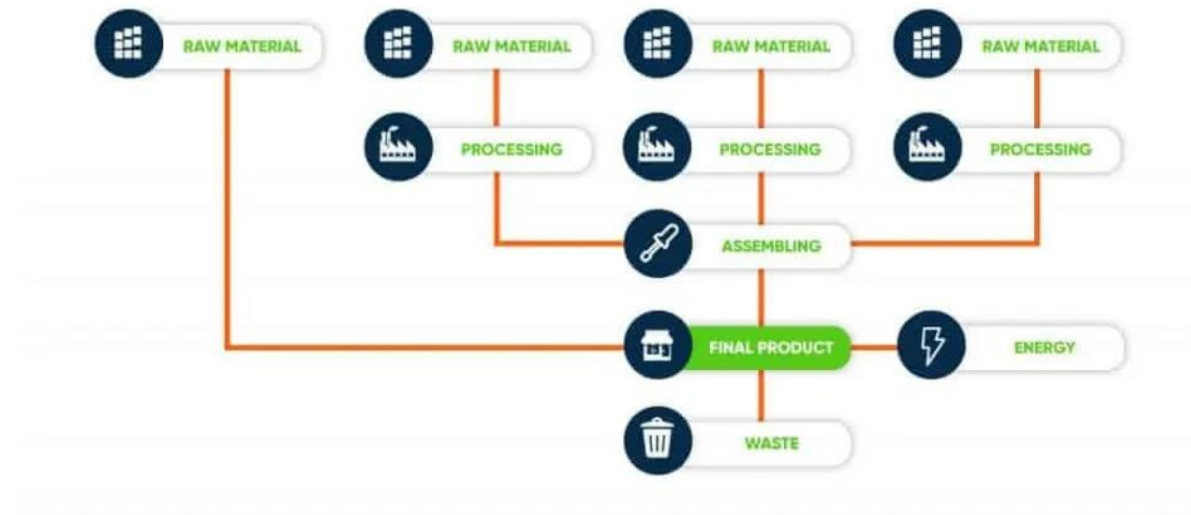 RAW MATERIAL
RAW MATERIAL
RAW MATERIAL
RAW MATERIAL
PROCESSING
PROCESSING
PROCESSING
ASSEMBLING
FINAL PRODUCT
ENERGY
WASTE